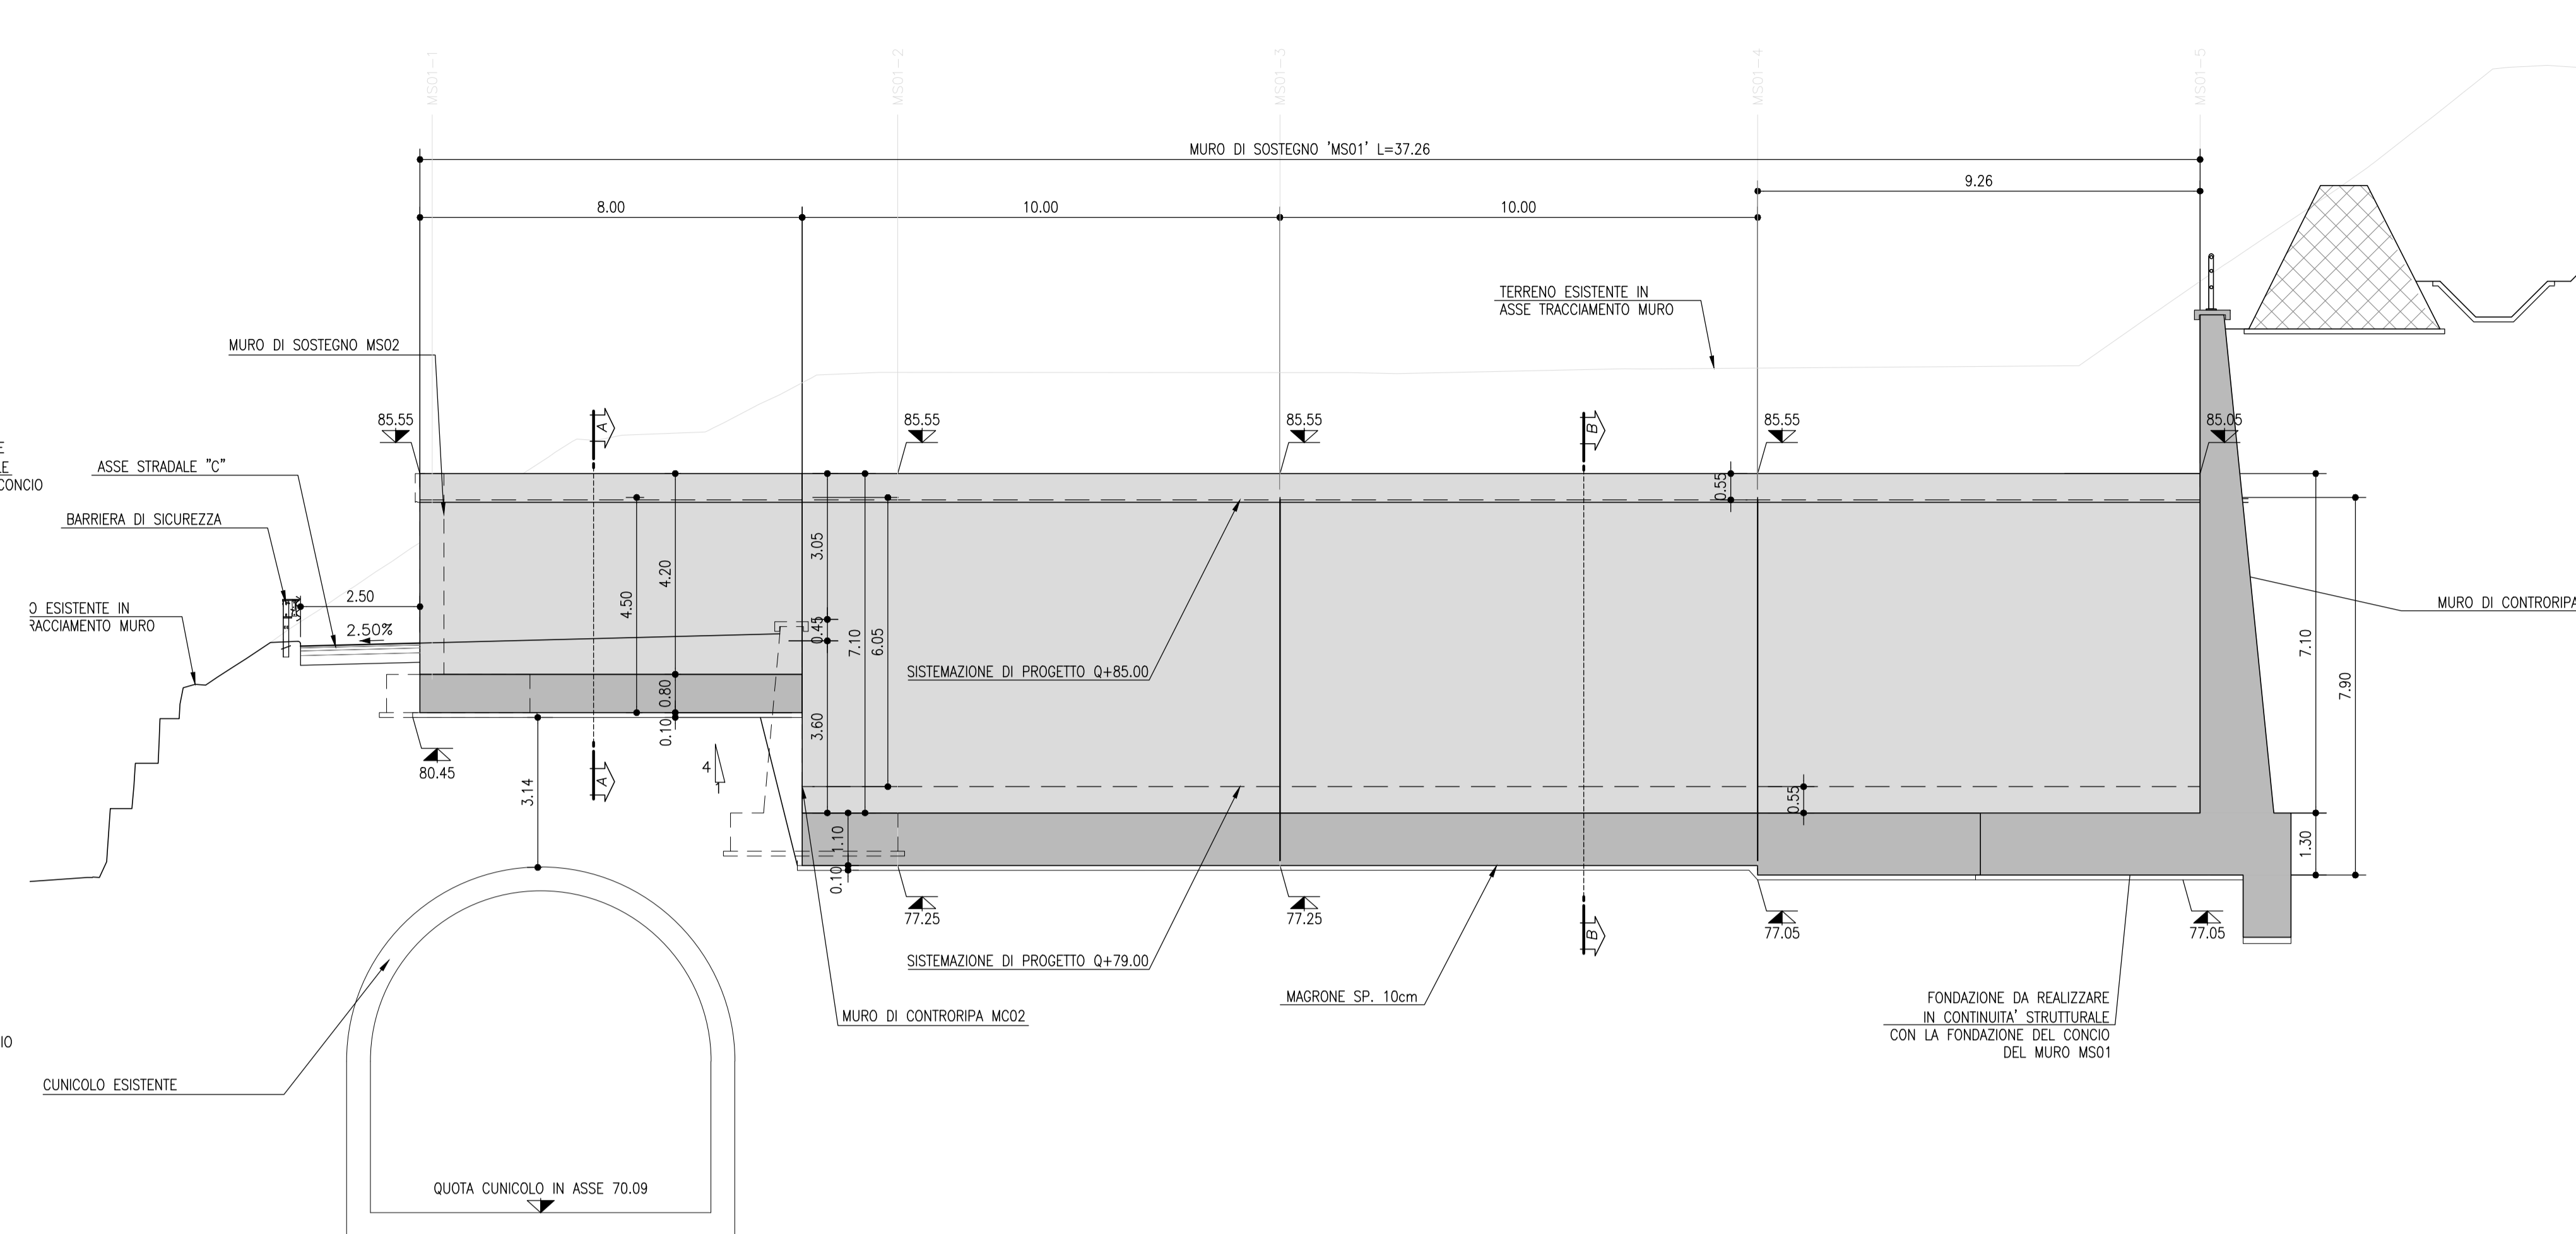 MS01-1
MS01-2
MS01-3
MS01-4
MS01-5
MURO DI SOSTEGNO 'MS01' L=37.26
9.26
8.00
10.00
10.00
TERRENO ESISTENTE IN
ASSE TRACCIAMENTO MURO
MURO DI SOSTEGNO MS02
85.55
85.55
85.55
85.55
85.05
A
B
E
LE
CONCIO
ASSE STRADALE "C"
BARRIERA DI SICUREZZA
O ESISTENTE IN
RACCIAMENTO MURO
2.50
2.50%
4.50
4.20
0.80
0.10
3.05
0.45
3.60
7.10
6.05
0.55
0.55
7.10
7.90
1.30
1.10
0.10
3.14
4
1
MURO DI CONTRORIPA
SISTEMAZIONE DI PROGETTO Q+85.00
80.45
A
B
77.25
77.25
77.05
77.05
SISTEMAZIONE DI PROGETTO Q+79.00
MAGRONE SP. 10cm
MURO DI CONTRORIPA MC02
FONDAZIONE DA REALIZZARE
IN CONTINUITA' STRUTTURALE
CON LA FONDAZIONE DEL CONCIO
DEL MURO MS01
IO
CUNICOLO ESISTENTE
QUOTA CUNICOLO IN ASSE 70.09